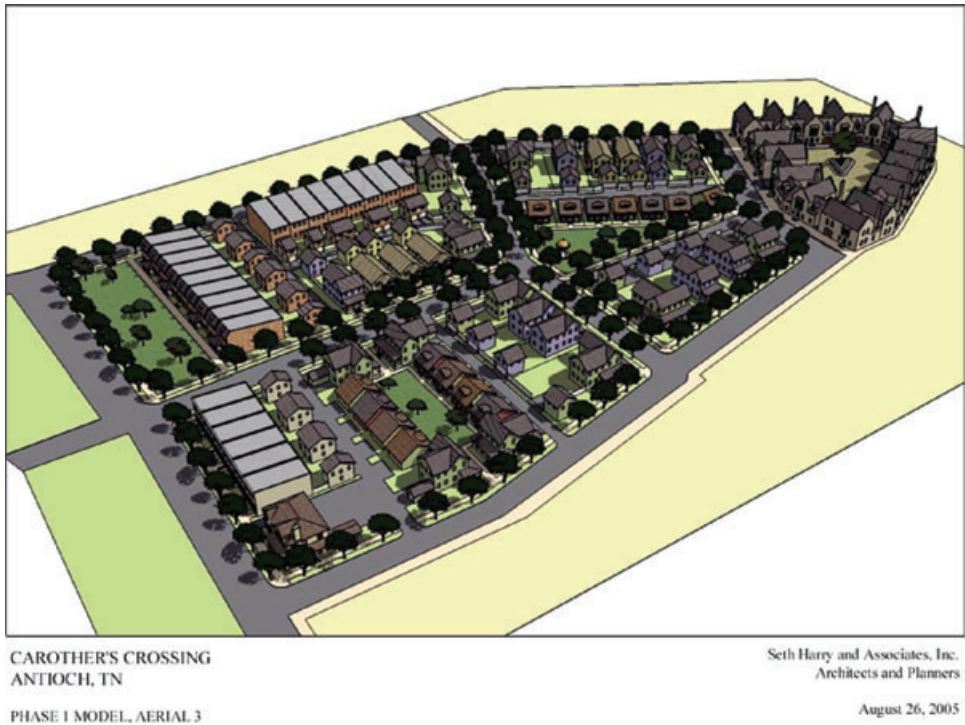 CAROTHER'S CROSSING
ANTIOCH, TN
PHASE 1 MODEL, AERIAL 3
Seth Harry and Associates, Inc.
Architects and Planners
August 26, 2005